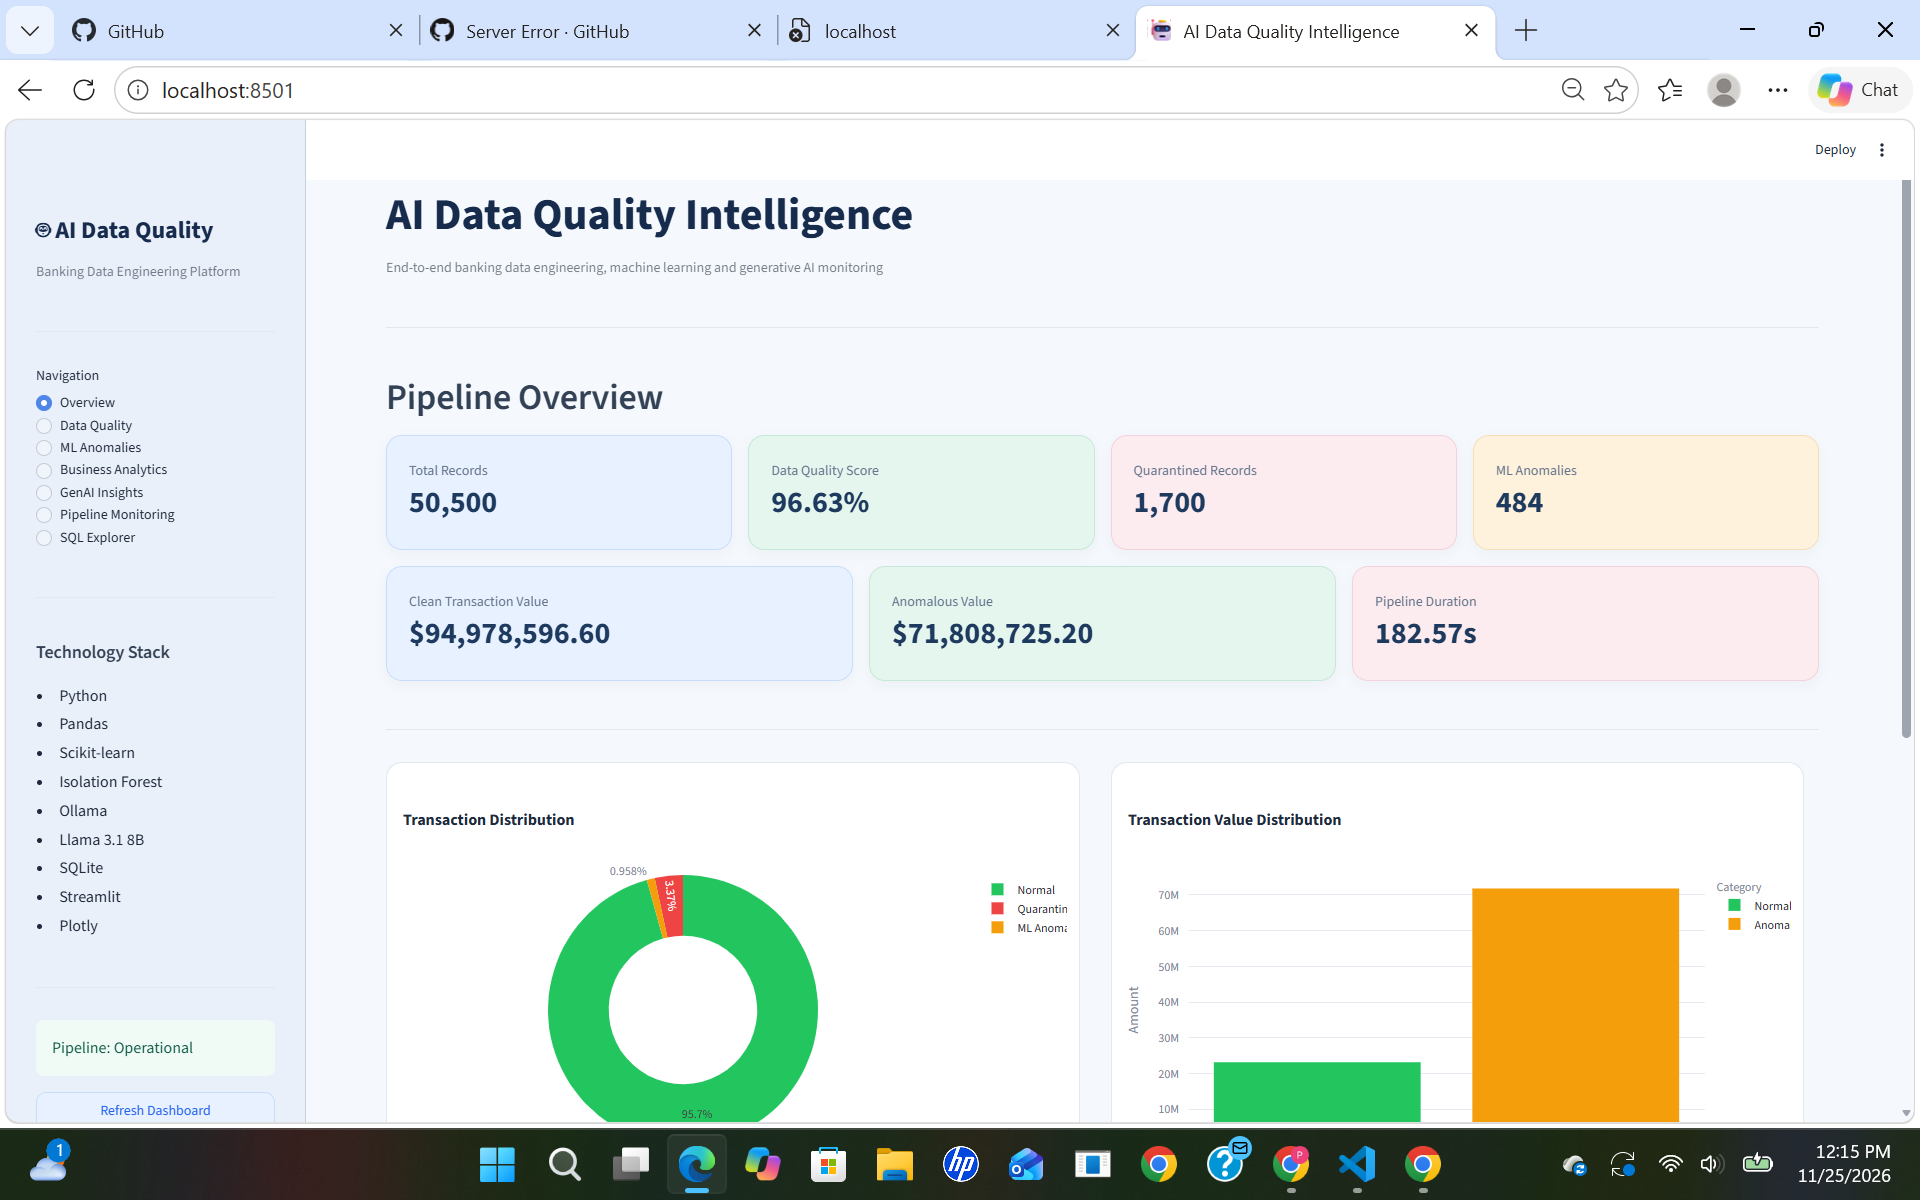 GitHub
Server Error · GitHub
localhost
AI Data Quality Intelligence
localhost:8501
Chat
Deploy
AI Data Quality
Banking Data Engineering Platform
Navigation
Overview
Data Quality
ML Anomalies
Business Analytics
GenAI Insights
Pipeline Monitoring
SQL Explorer
Technology Stack
Python
Pandas
Scikit-learn
Isolation Forest
Ollama
Llama 3.1 8B
SQLite
Streamlit
Plotly
Pipeline: Operational
Refresh Dashboard
AI Data Quality Intelligence
End-to-end banking data engineering, machine learning and generative AI monitoring
Pipeline Overview
Total Records
50,500
Data Quality Score
96.63%
Quarantined Records
1,700
ML Anomalies
484
Clean Transaction Value
$94,978,596.60
Anomalous Value
$71,808,725.20
Pipeline Duration
182.57s
Transaction Distribution
0.958%
3.37%
95.7%
Normal
Quarantin
ML Anoma
Transaction Value Distribution
Amount
70M
60M
50M
40M
30M
20M
10M
Category
Normal
Anoma
1
hp
P
12:15 PM
11/25/2026